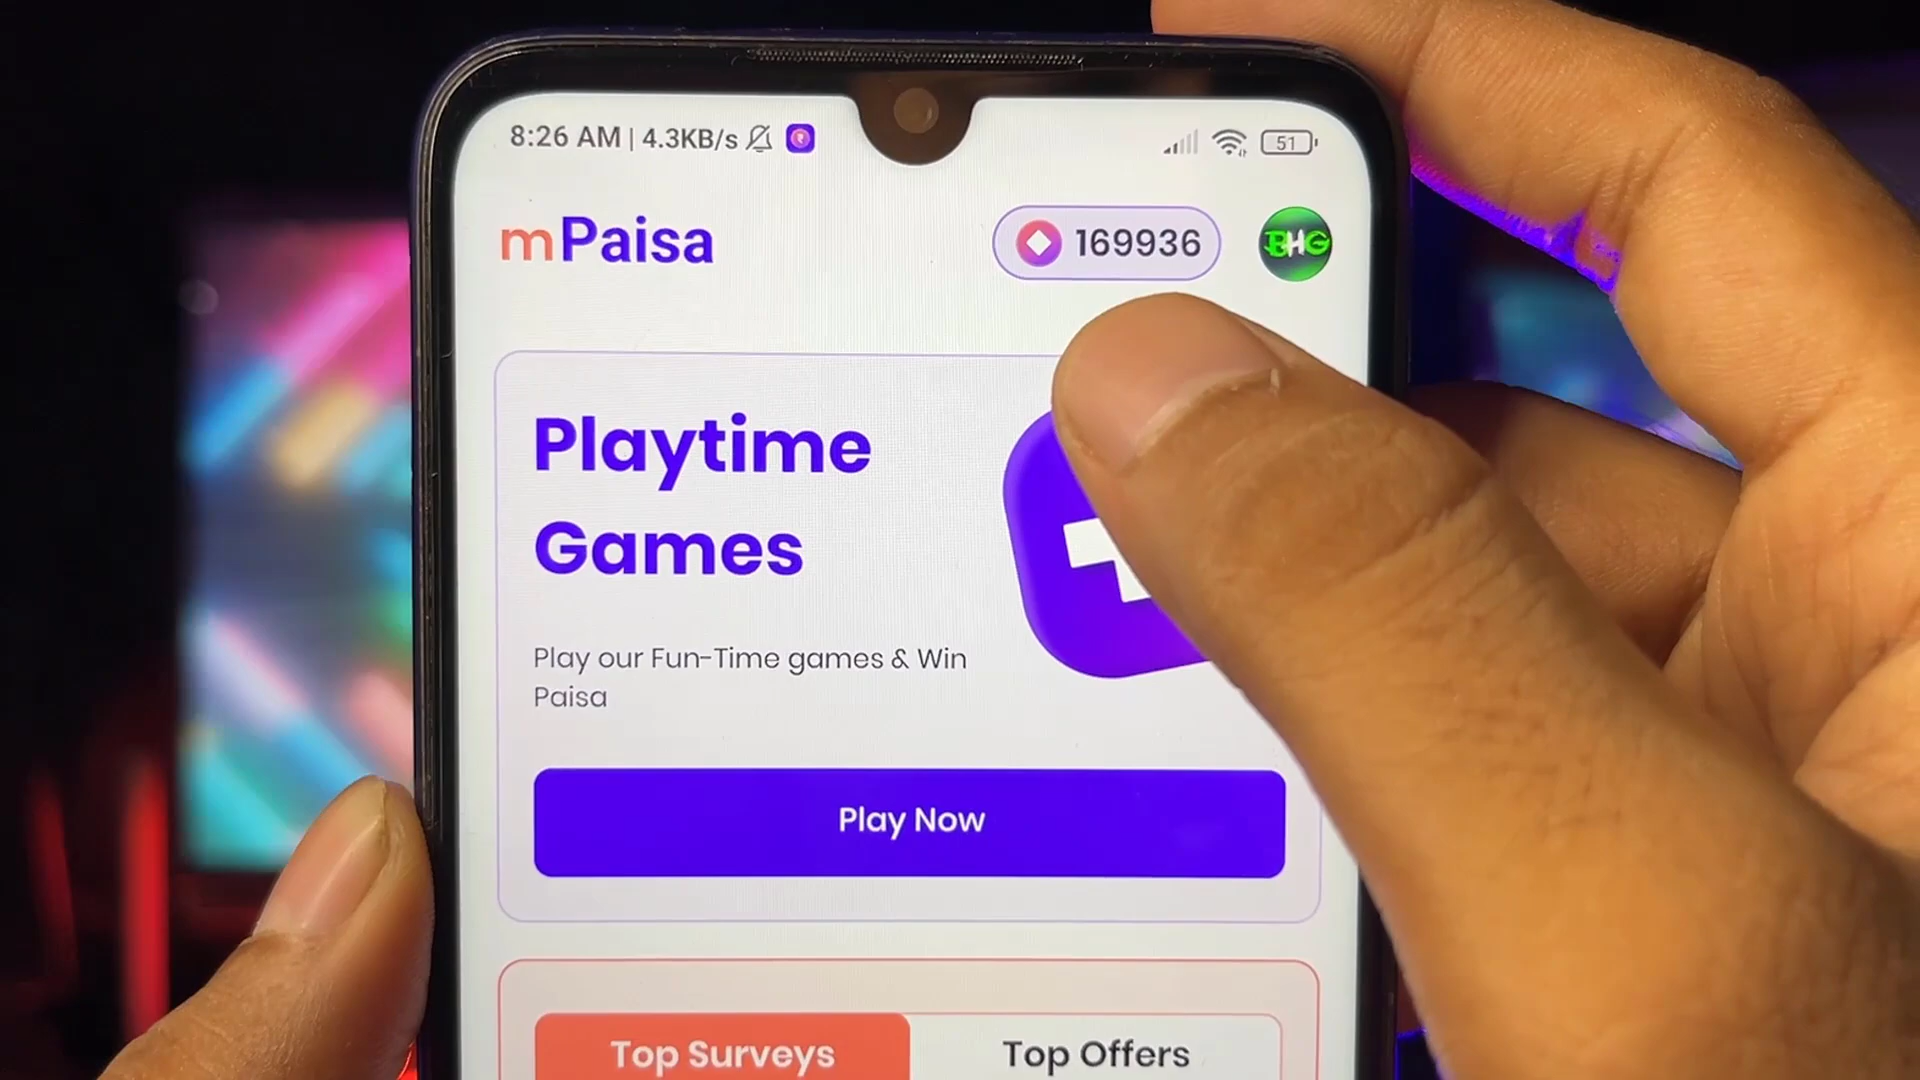 8:26 AM | 4.3KB/s
51
mPaisa
169936
BHG
Playtime
Games
Play our Fun-Time games & Win
Paisa
Play Now
Top Surveys
Top Offers